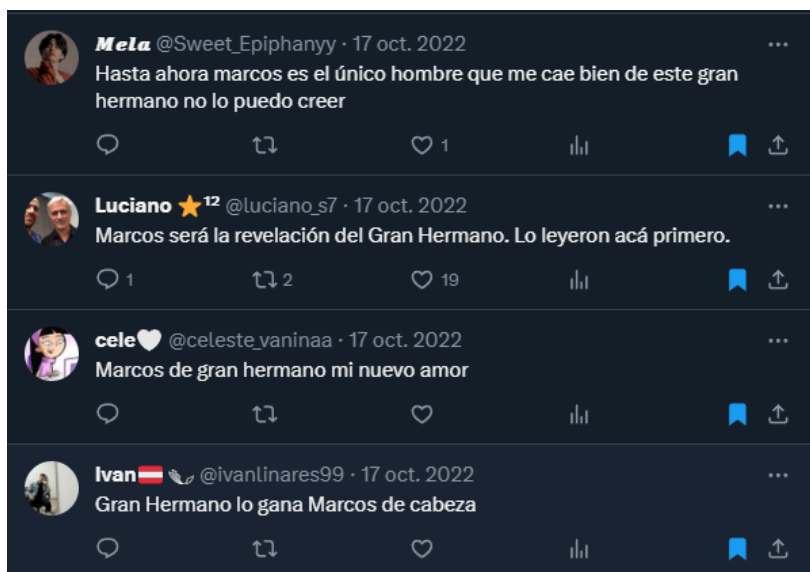 Mela @Sweet_Epiphanyy · 17 oct. 2022
Hasta ahora marcos es el único hombre que me cae bien de este gran
hermano no lo puedo creer
1
Luciano ⭐¹² @luciano_s7 · 17 oct. 2022
Marcos será la revelación del Gran Hermano. Lo leyeron acá primero.
1 2 19
cele🤍 @celeste_vaninaa · 17 oct. 2022
Marcos de gran hermano mi nuevo amor
Ivan @ivanlinares99 · 17 oct. 2022
Gran Hermano lo gana Marcos de cabeza